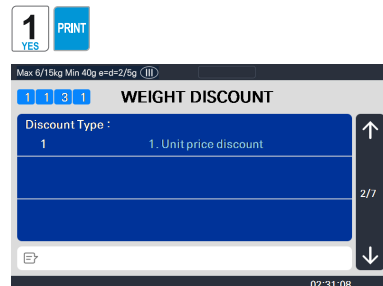 1
YES
PRINT
Max 6/15kg Min 40g e=d=2/5g III
1 1 3 1 WEIGHT DISCOUNT
Discount Type :
1 1. Unit price discount
2/7
02:31:08